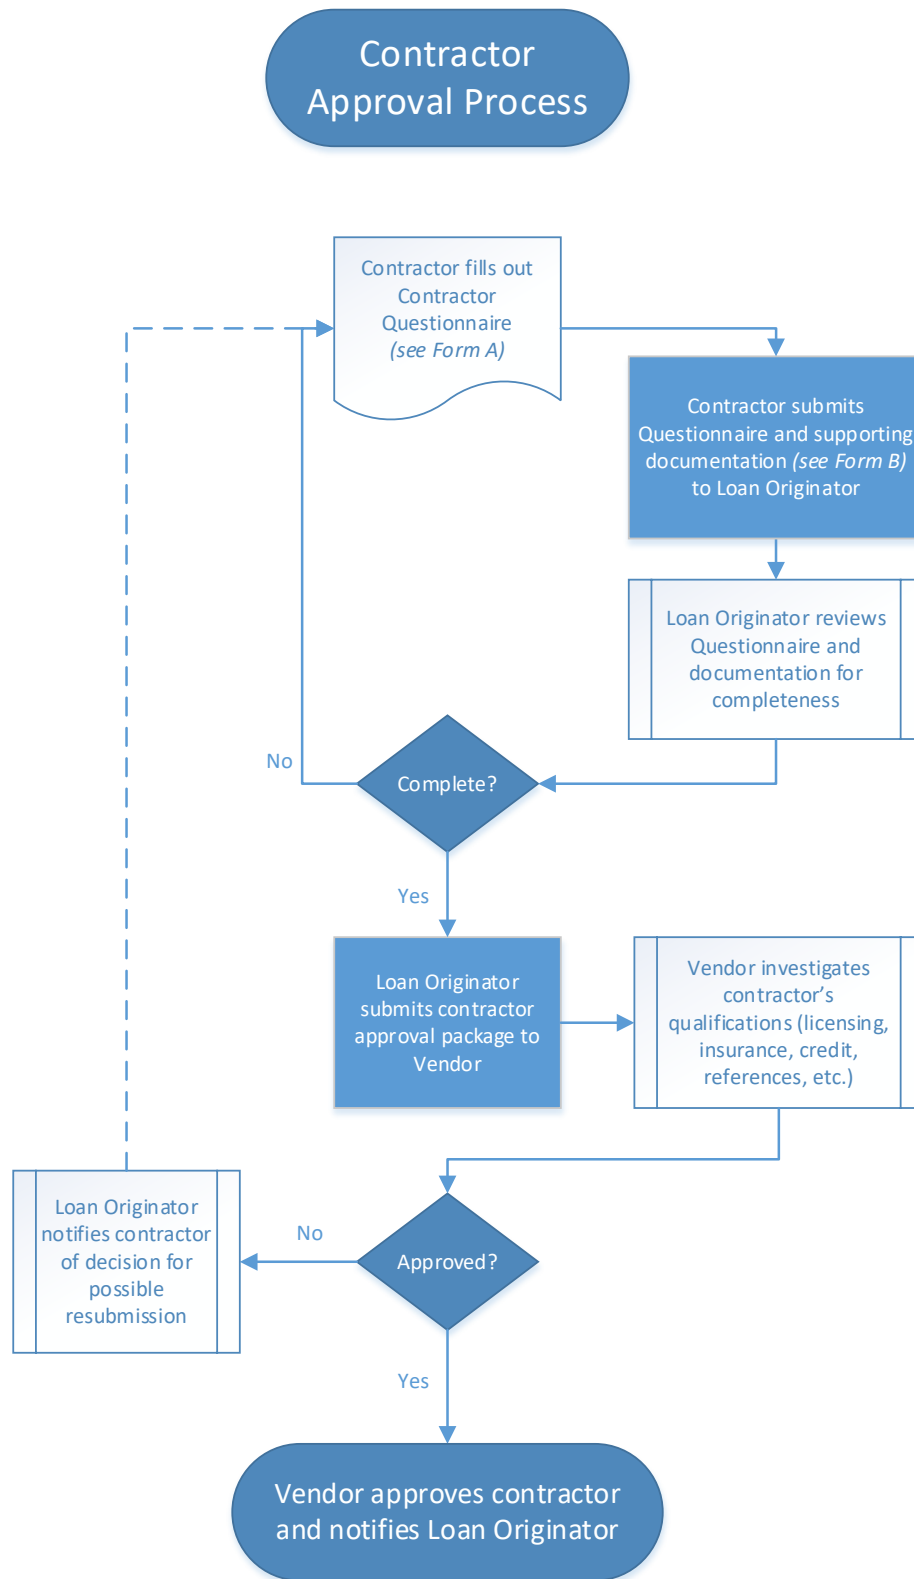 Contractor
Approval Process
Contractor fills out
Contractor
Questionnaire
(see Form A)
Contractor submits
Questionnaire and supporting
documentation (see Form B)
to Loan Originator
Loan Originator reviews
Questionnaire and
documentation for
completeness
No
Complete?
Yes
Loan Originator
submits contractor
approval package to
Vendor
Vendor investigates
contractor’s
qualifications (licensing,
insurance, credit,
references, etc.)
Loan Originator
notifies contractor
of decision for
possible
resubmission
No
Approved?
Yes
Vendor approves contractor
and notifies Loan Originator